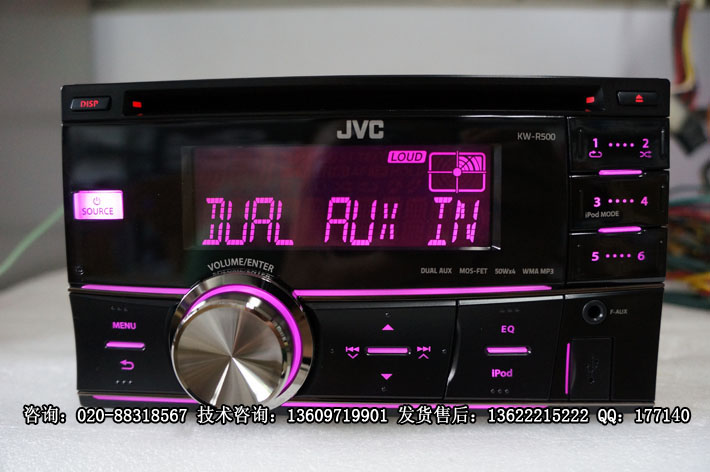 DISP
JVC
KW-R500
LOUD
1 2
SOURCE
3 4
iPod MODE
DUAL AUX IN
5 6
VOLUME/ENTER
DUAL AUX MOS-FET 50W×4 WMA MP3
MENU
EQ
F-AUX
iPod
咨询: 020-88318567 技术咨询: 13609719901 发货售后: 13622215222 QQ: 177140